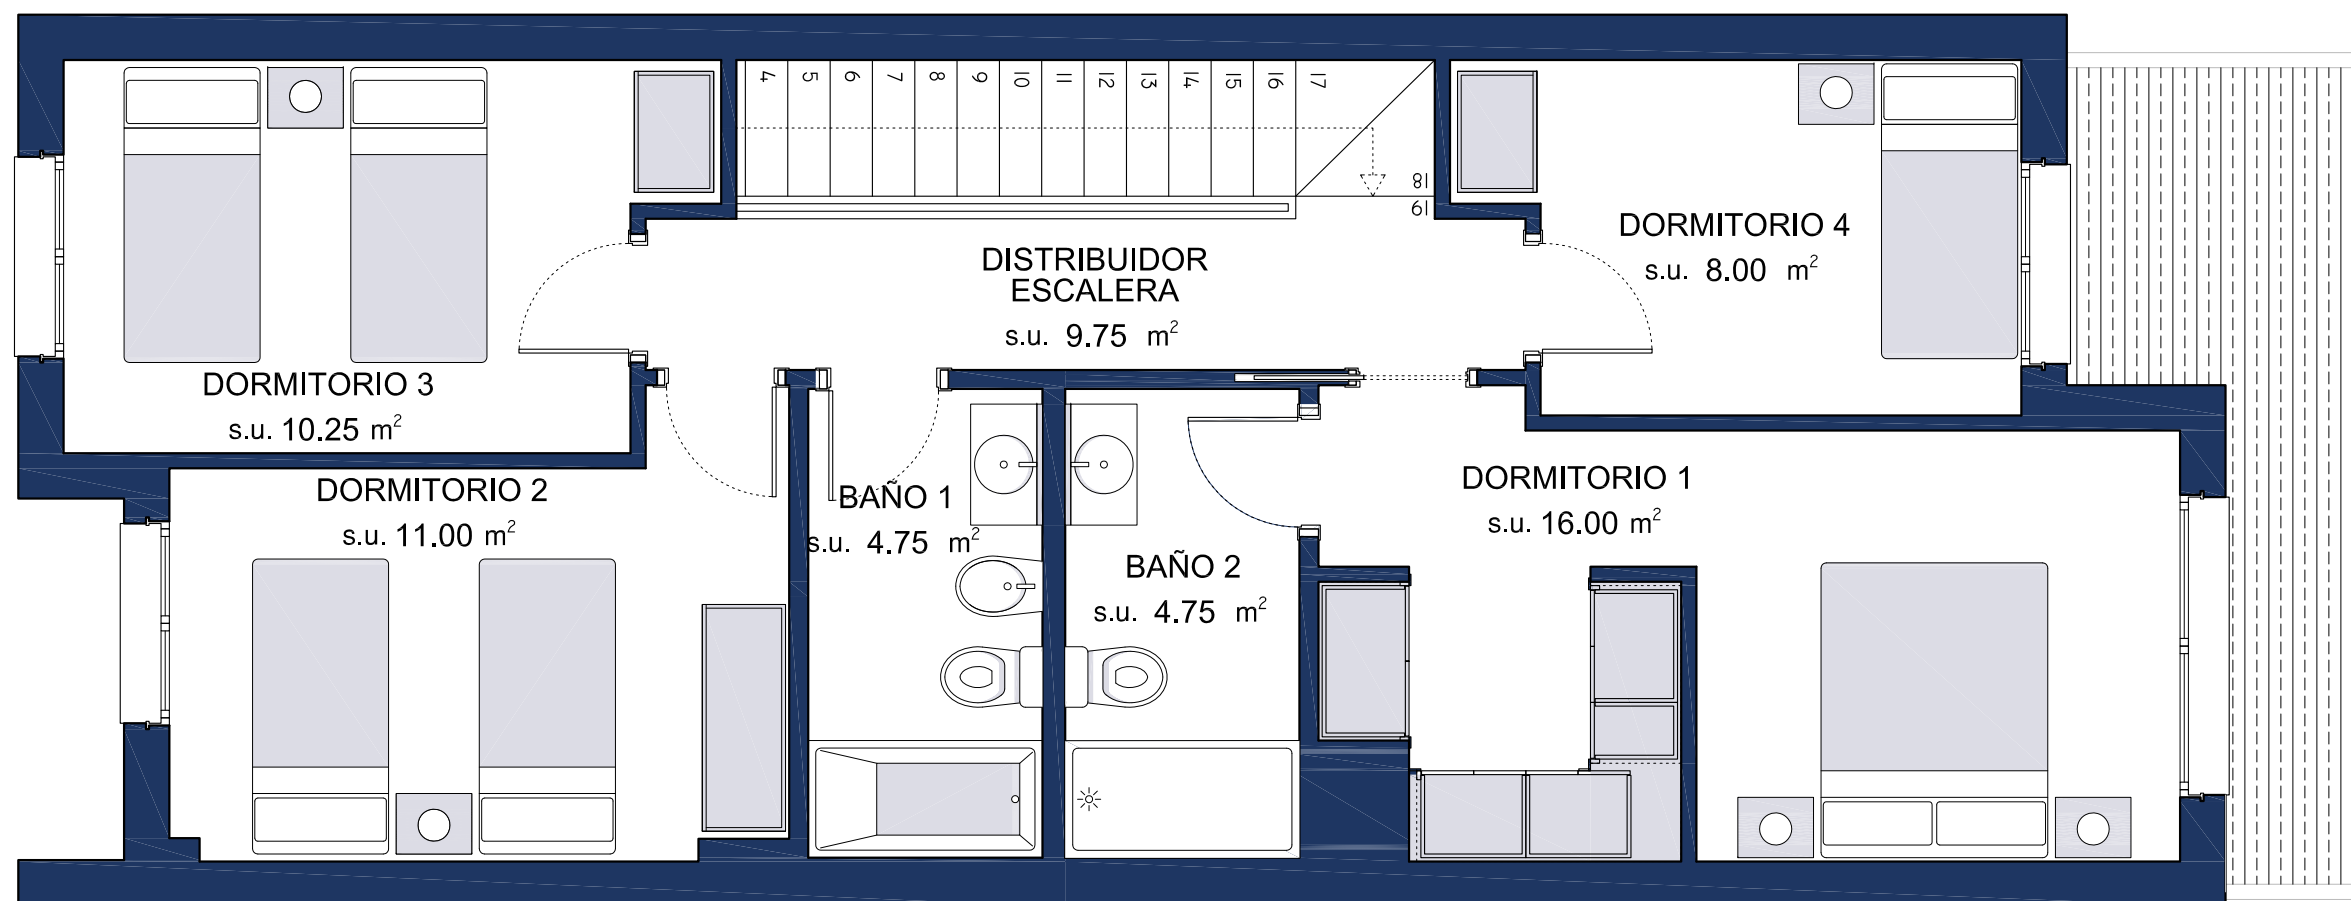 4 5 6 7 8 9 10 11 12 13 14 15 16 17
18
19
DORMITORIO 4
s.u. 8.00 m²
DISTRIBUIDOR
ESCALERA
s.u. 9.75 m²
DORMITORIO 3
s.u. 10.25 m²
DORMITORIO 2
s.u. 11.00 m²
BAÑO 1
s.u. 4.75 m²
BAÑO 2
s.u. 4.75 m²
DORMITORIO 1
s.u. 16.00 m²